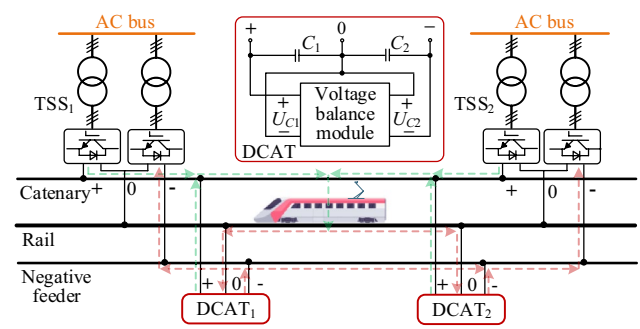 AC bus
AC bus
+ 0 −
C1 C2
TSS1
TSS2
+ Voltage +
UC1 balance UC2
− module −
DCAT
Catenary + 0 - + 0 -
Rail
Negative
feeder
+ 0 - + 0 -
DCAT1 DCAT2